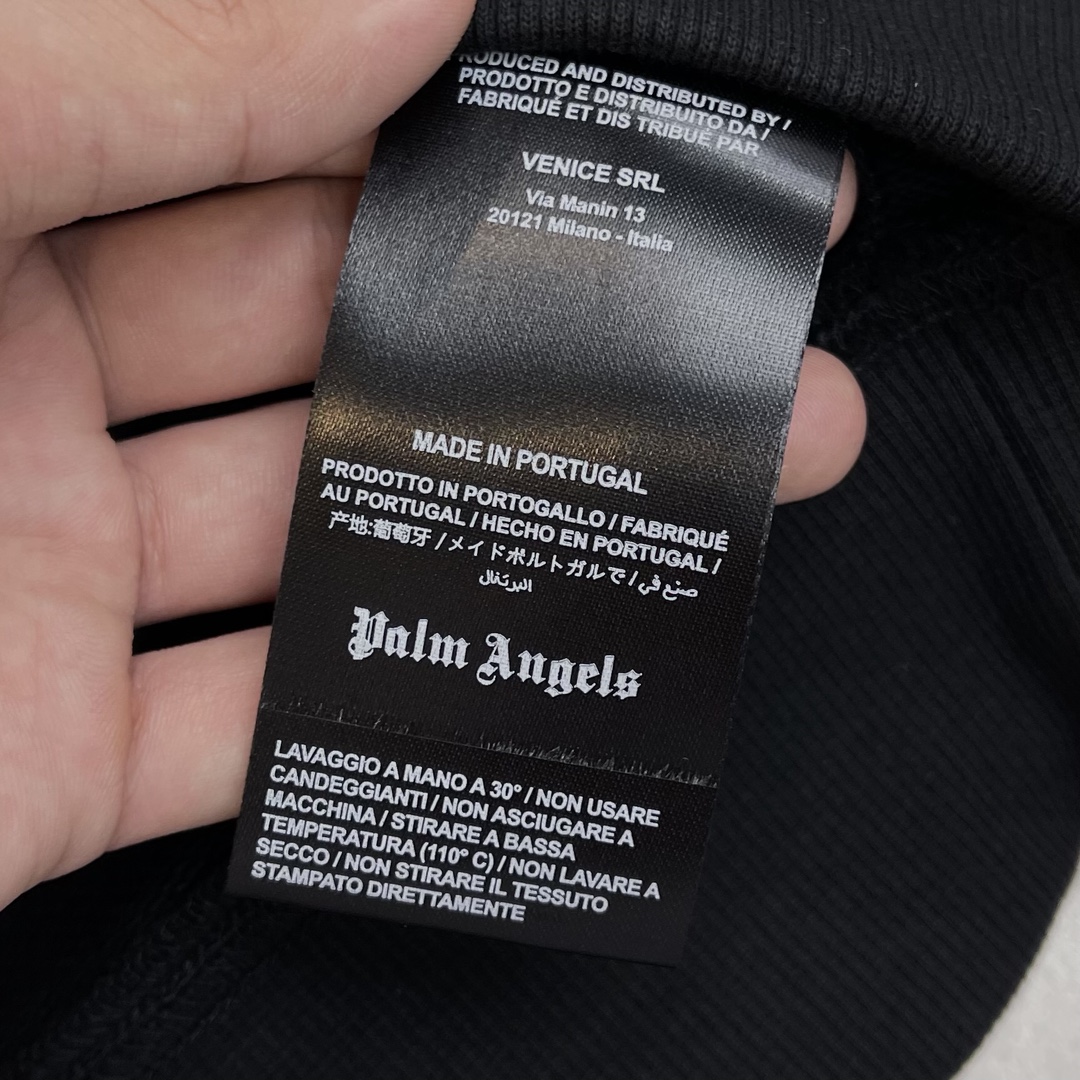 RODUCED AND DISTRIBUTED BY /
PRODOTTO E DISTRIBUITO DA /
FABRIQUÉ ET DIS TRIBUÉ PAR
VENICE SRL
Via Manin 13
20121 Milano - Italia
MADE IN PORTUGAL
PRODOTTO IN PORTOGALLO / FABRIQUÉ
AU PORTUGAL / HECHO EN PORTUGAL /
产地:葡萄牙 / メイドポルトガルで / صنع في
البرتغال
Palm Angels
LAVAGGIO A MANO A 30° / NON USARE
CANDEGGIANTI / NON ASCIUGARE A
MACCHINA / STIRARE A BASSA
TEMPERATURA (110° C) / NON LAVARE A
SECCO / NON STIRARE IL TESSUTO
STAMPATO DIRETTAMENTE